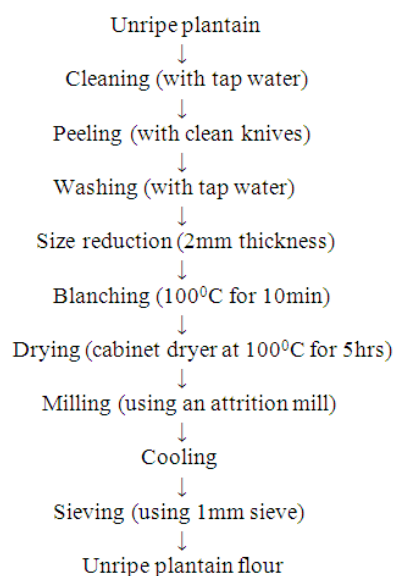 Unripe plantain
↓
Cleaning (with tap water)
↓
Peeling (with clean knives)
↓
Washing (with tap water)
↓
Size reduction (2mm thickness)
↓
Blanching (100⁰C for 10min)
↓
Drying (cabinet dryer at 100⁰C for 5hrs)
↓
Milling (using an attrition mill)
↓
Cooling
↓
Sieving (using 1mm sieve)
↓
Unripe plantain flour